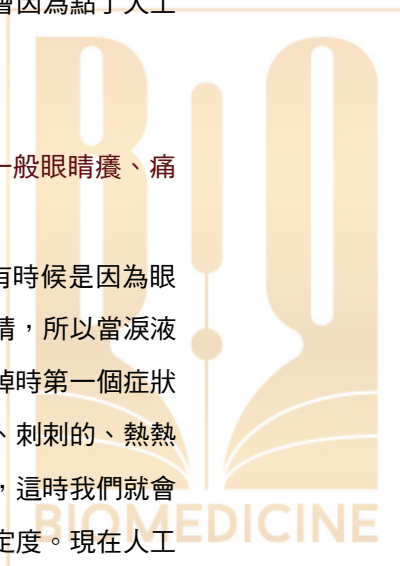 會因為點了人工
一般眼睛癢、痛
有時候是因為眼
睛，所以當淚液
掉時第一個症狀
、刺刺的、熱熱
，這時我們就會
定度。現在人工
BIO
BIOMEDICINE